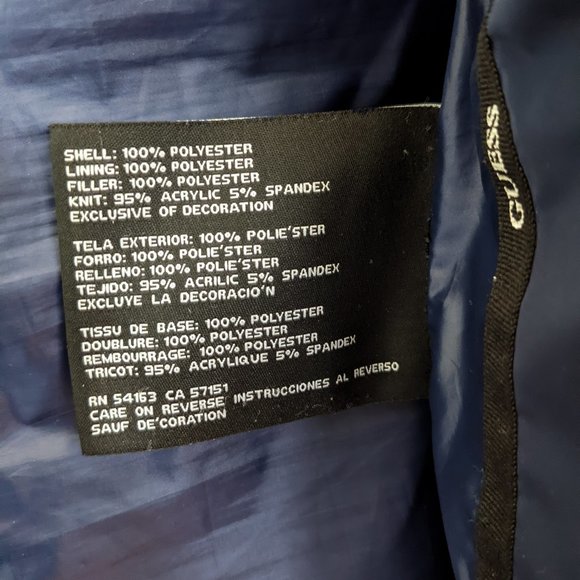 SHELL: 100% POLYESTER
LINING: 100% POLYESTER
FILLER: 100% POLYESTER
KNIT: 95% ACRYLIC 5% SPANDEX
EXCLUSIVE OF DECORATION
TELA EXTERIOR: 100% POLIE'STER
FORRO: 100% POLIE'STER
RELLENO: 100% POLIE'STER
TEJIDO: 95% ACRILIC 5% SPANDEX
EXCLUYE LA DECORACIO'N
TISSU DE BASE: 100% POLYESTER
DOUBLURE: 100% POLYESTER
REMBOURRAGE: 100% POLYESTER
TRICOT: 95% ACRYLIQUE 5% SPANDEX
RN 54163 CA 57151
CARE ON REVERSE INSTRUCCIONES AL REVERSO
SAUF DE'CORATION
GUESS